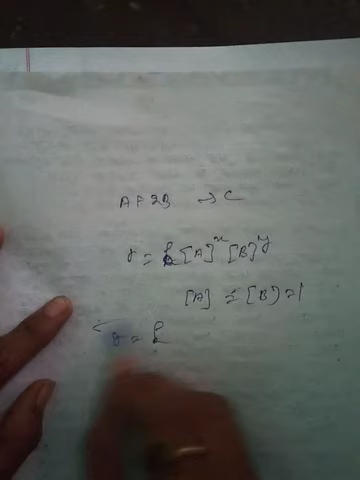 A + 2B → C
r = k [A]^x [B]^y
[A] = [B] = 1
r = k